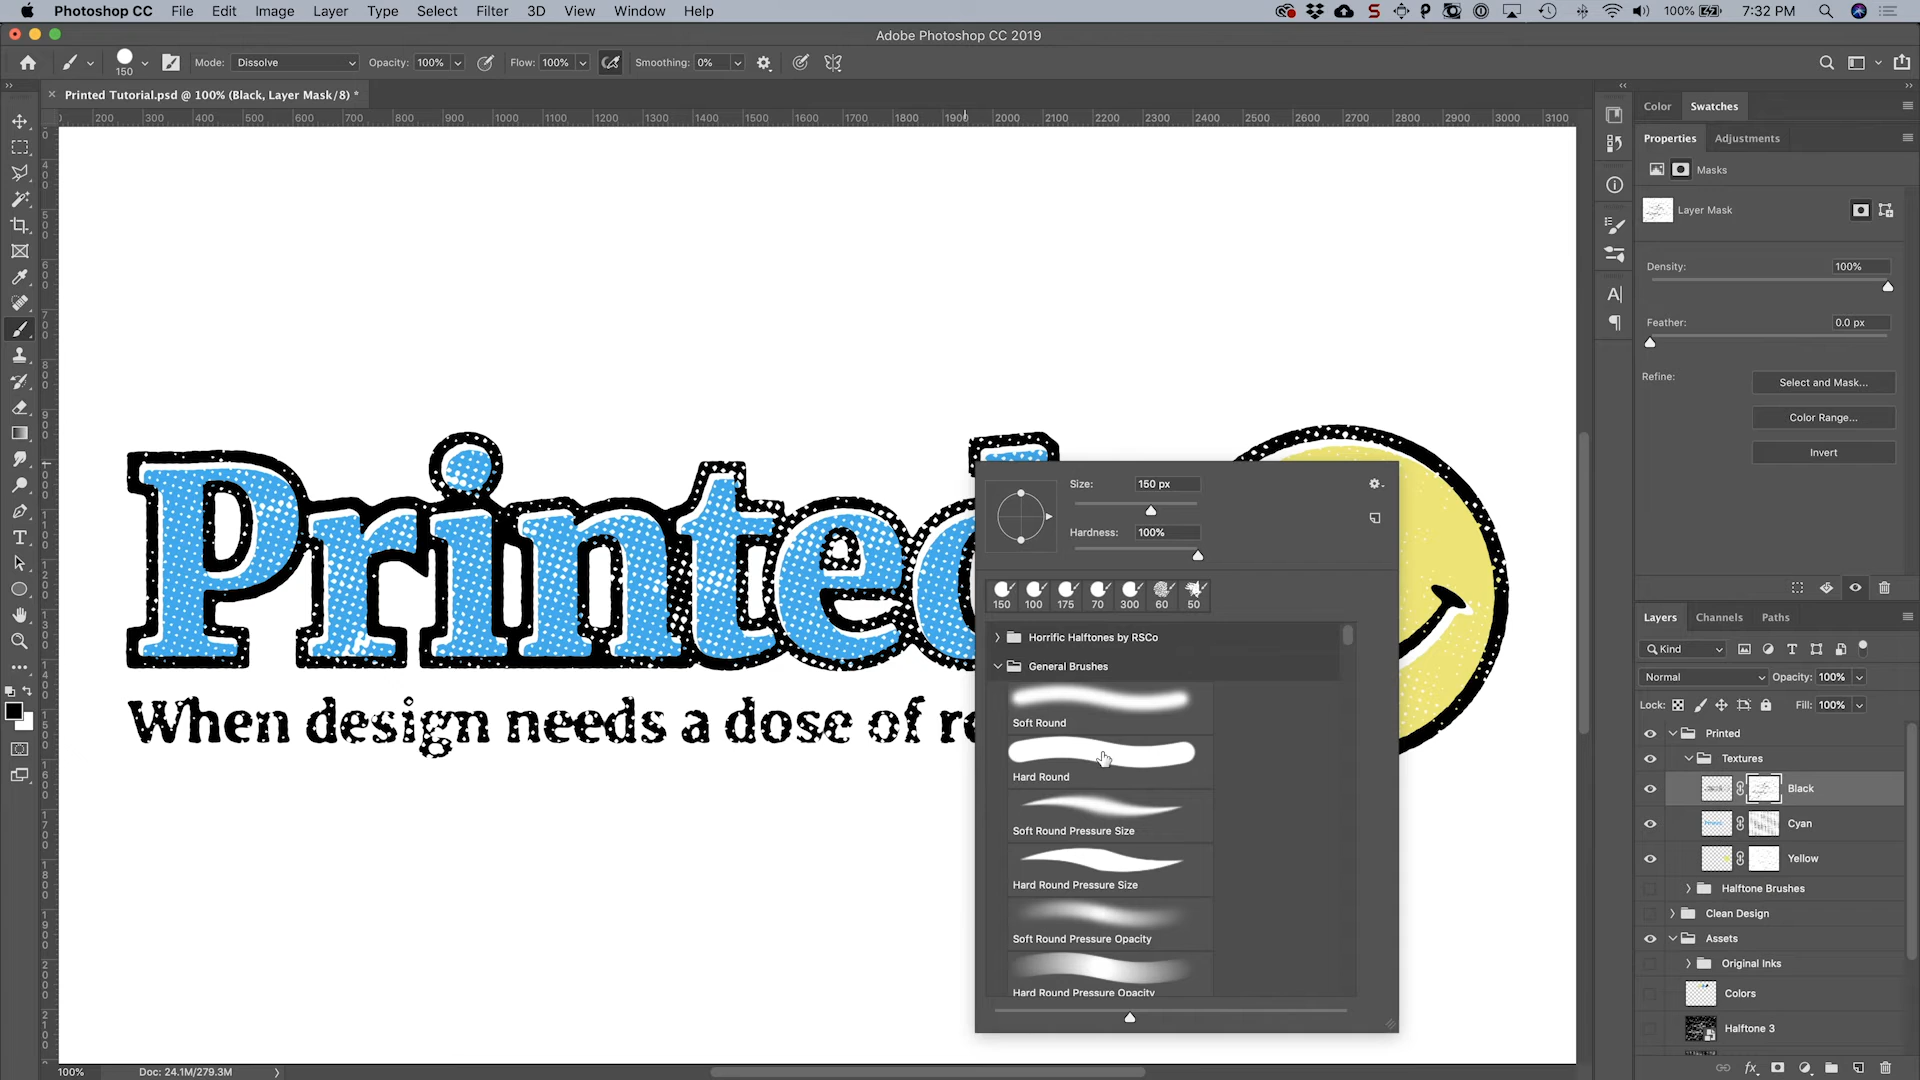 Photoshop CC File Edit Image Layer Type Select Filter 3D View Window Help 100% 7:32 PM
Adobe Photoshop CC 2019
150 Mode: Dissolve Opacity: 100% Flow: 100% Smoothing: 0%
Printed Tutorial.psd @ 100% (Black, Layer Mask/8) *
200 300 400 500 600 700 800 900 1000 1100 1200 1300 1400 1500 1600 1700 1800 1900 2000 2100 2200 2300 2400 2500 2600 2700 2800 2900 3000 3100
Color Swatches
Properties Adjustments
Masks
Layer Mask
Density: 100%
Feather: 0.0 px
Refine: Select and Mask...
Color Range...
Invert
Printed
When design needs a dose of
Size: 150 px
Hardness: 100%
150 100 175 70 300 60 50
Horrific Halftones by RSCo
General Brushes
Soft Round
Hard Round
Soft Round Pressure Size
Hard Round Pressure Size
Soft Round Pressure Opacity
Hard Round Pressure Opacity
Layers Channels Paths
Kind
Normal Opacity: 100%
Lock: Fill: 100%
Printed
Textures
Black
Cyan
Yellow
Halftone Brushes
Clean Design
Assets
Original Inks
Colors
Halftone 3
100% Doc: 24.1M/279.3M